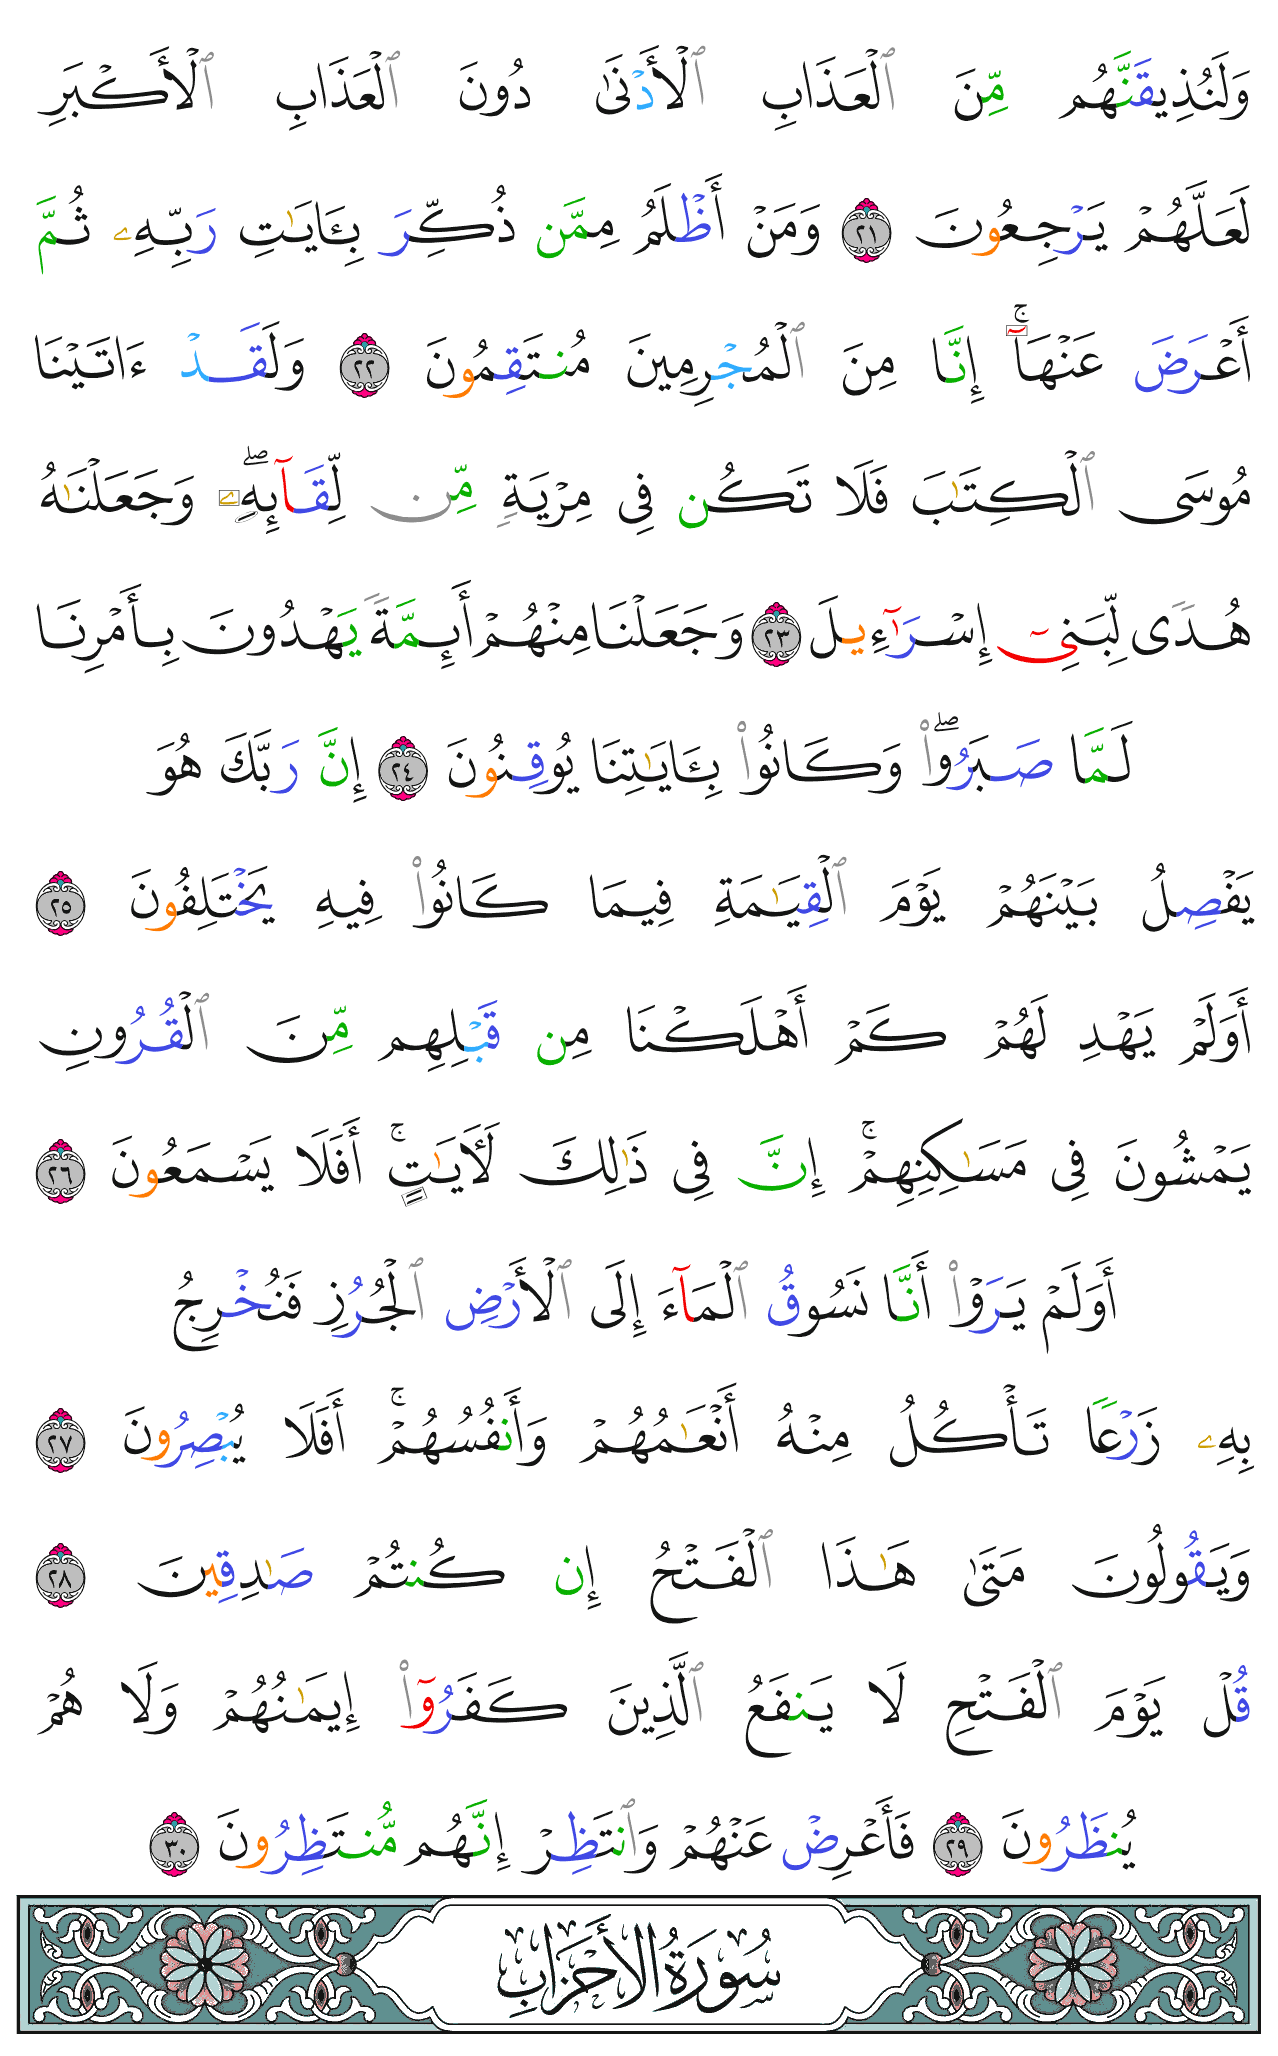 وَلَنُذِيقَنَّهُم مِّنَ ٱلْعَذَابِ ٱلْأَدْنَىٰ دُونَ ٱلْعَذَابِ ٱلْأَكْبَرِ
لَعَلَّهُمْ يَرْجِعُونَ ٢١ وَمَنْ أَظْلَمُ مِمَّن ذُكِّرَ بِـَٔايَـٰتِ رَبِّهِۦ ثُمَّ
أَعْرَضَ عَنْهَآ ۚ إِنَّا مِنَ ٱلْمُجْرِمِينَ مُنتَقِمُونَ ٢٢ وَلَقَدْ ءَاتَيْنَا
مُوسَى ٱلْكِتَـٰبَ فَلَا تَكُن فِى مِرْيَةٍ مِّن لِّقَآئِهِۦ ۖ وَجَعَلْنَـٰهُ
هُدًى لِّبَنِىٓ إِسْرَٰٓءِيلَ ٢٣ وَجَعَلْنَا مِنْهُمْ أَئِمَّةً يَهْدُونَ بِأَمْرِنَا
لَمَّا صَبَرُوا۟ ۖ وَكَانُوا۟ بِـَٔايَـٰتِنَا يُوقِنُونَ ٢٤ إِنَّ رَبَّكَ هُوَ
يَفْصِلُ بَيْنَهُمْ يَوْمَ ٱلْقِيَـٰمَةِ فِيمَا كَانُوا۟ فِيهِ يَخْتَلِفُونَ ٢٥
أَوَلَمْ يَهْدِ لَهُمْ كَمْ أَهْلَكْنَا مِن قَبْلِهِم مِّنَ ٱلْقُرُونِ
يَمْشُونَ فِى مَسَـٰكِنِهِمْ ۚ إِنَّ فِى ذَٰلِكَ لَـَٔايَـٰتٍ ۚ أَفَلَا يَسْمَعُونَ ٢٦
أَوَلَمْ يَرَوْا۟ أَنَّا نَسُوقُ ٱلْمَآءَ إِلَى ٱلْأَرْضِ ٱلْجُرُزِ فَنُخْرِجُ
بِهِۦ زَرْعًا تَأْكُلُ مِنْهُ أَنْعَـٰمُهُمْ وَأَنفُسُهُمْ ۚ أَفَلَا يُبْصِرُونَ ٢٧
وَيَقُولُونَ مَتَىٰ هَـٰذَا ٱلْفَتْحُ إِن كُنتُمْ صَـٰدِقِينَ ٢٨
قُلْ يَوْمَ ٱلْفَتْحِ لَا يَنفَعُ ٱلَّذِينَ كَفَرُوٓا۟ إِيمَـٰنُهُمْ وَلَا هُمْ
يُنظَرُونَ ٢٩ فَأَعْرِضْ عَنْهُمْ وَٱنتَظِرْ إِنَّهُم مُّنتَظِرُونَ ٣٠
سُورَةُ الأَحْزَابِ